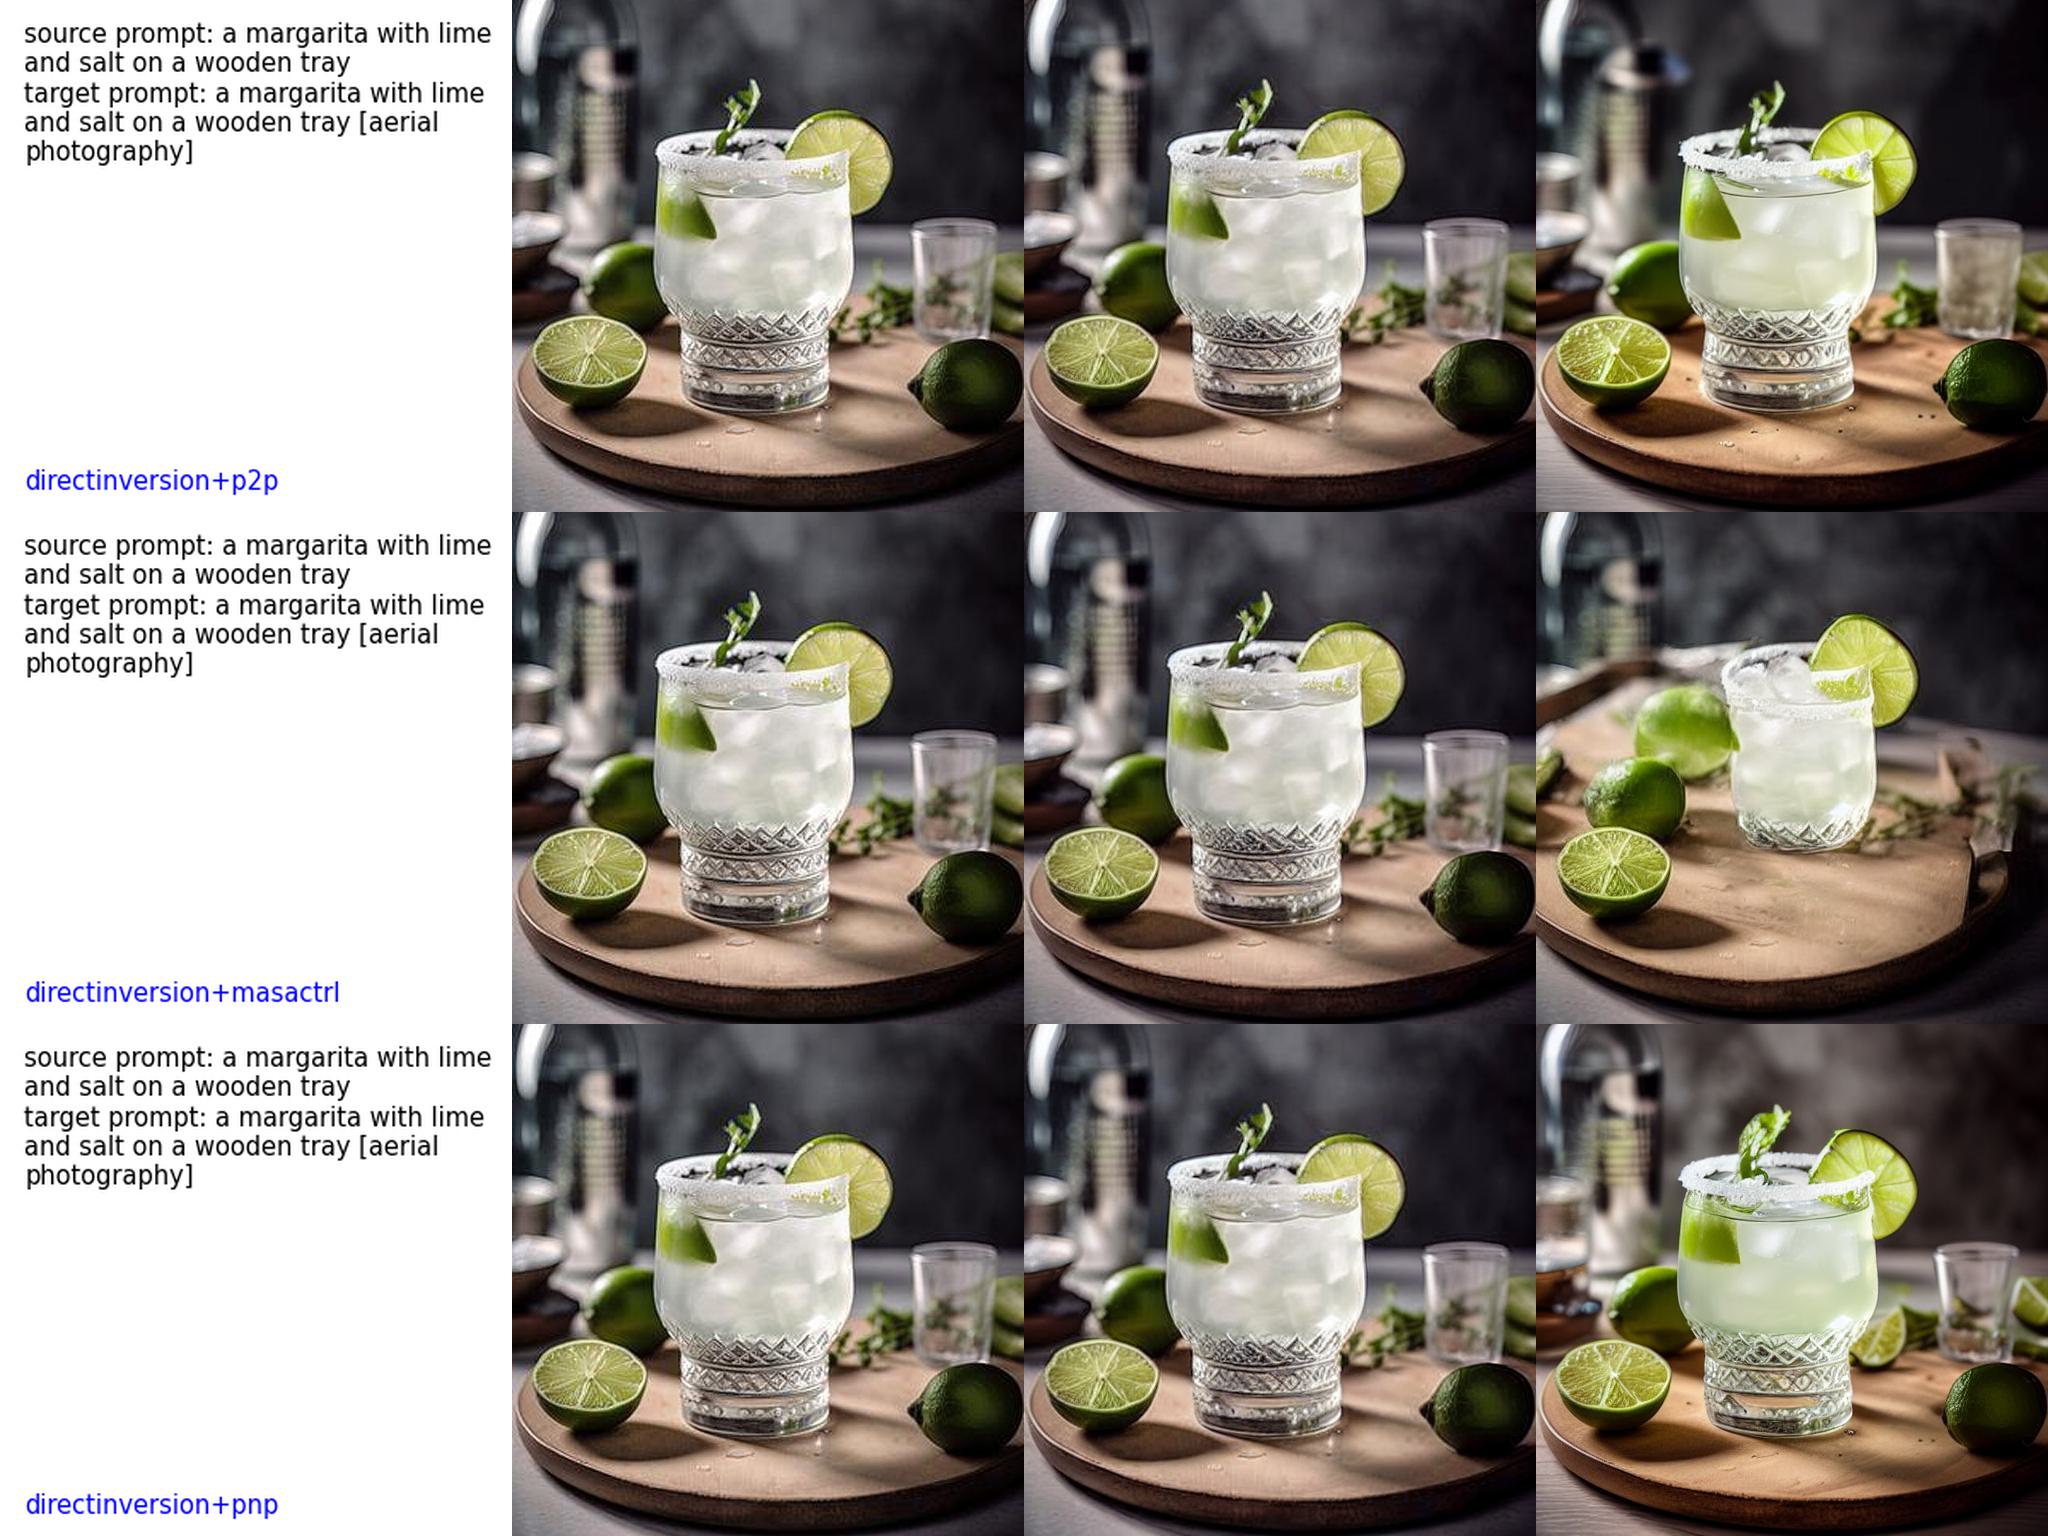 source prompt: a margarita with lime
and salt on a wooden tray
target prompt: a margarita with lime
and salt on a wooden tray [aerial
photography]
directinversion+p2p
source prompt: a margarita with lime
and salt on a wooden tray
target prompt: a margarita with lime
and salt on a wooden tray [aerial
photography]
directinversion+masactrl
source prompt: a margarita with lime
and salt on a wooden tray
target prompt: a margarita with lime
and salt on a wooden tray [aerial
photography]
directinversion+pnp